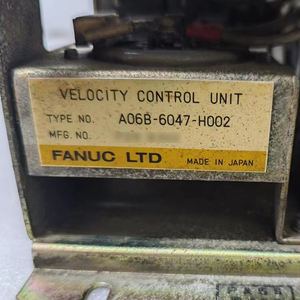 VELOCITY CONTROL UNIT
TYPE NO. A06B-6047-H002
MFG. NO.
FANUC LTD MADE IN JAPAN